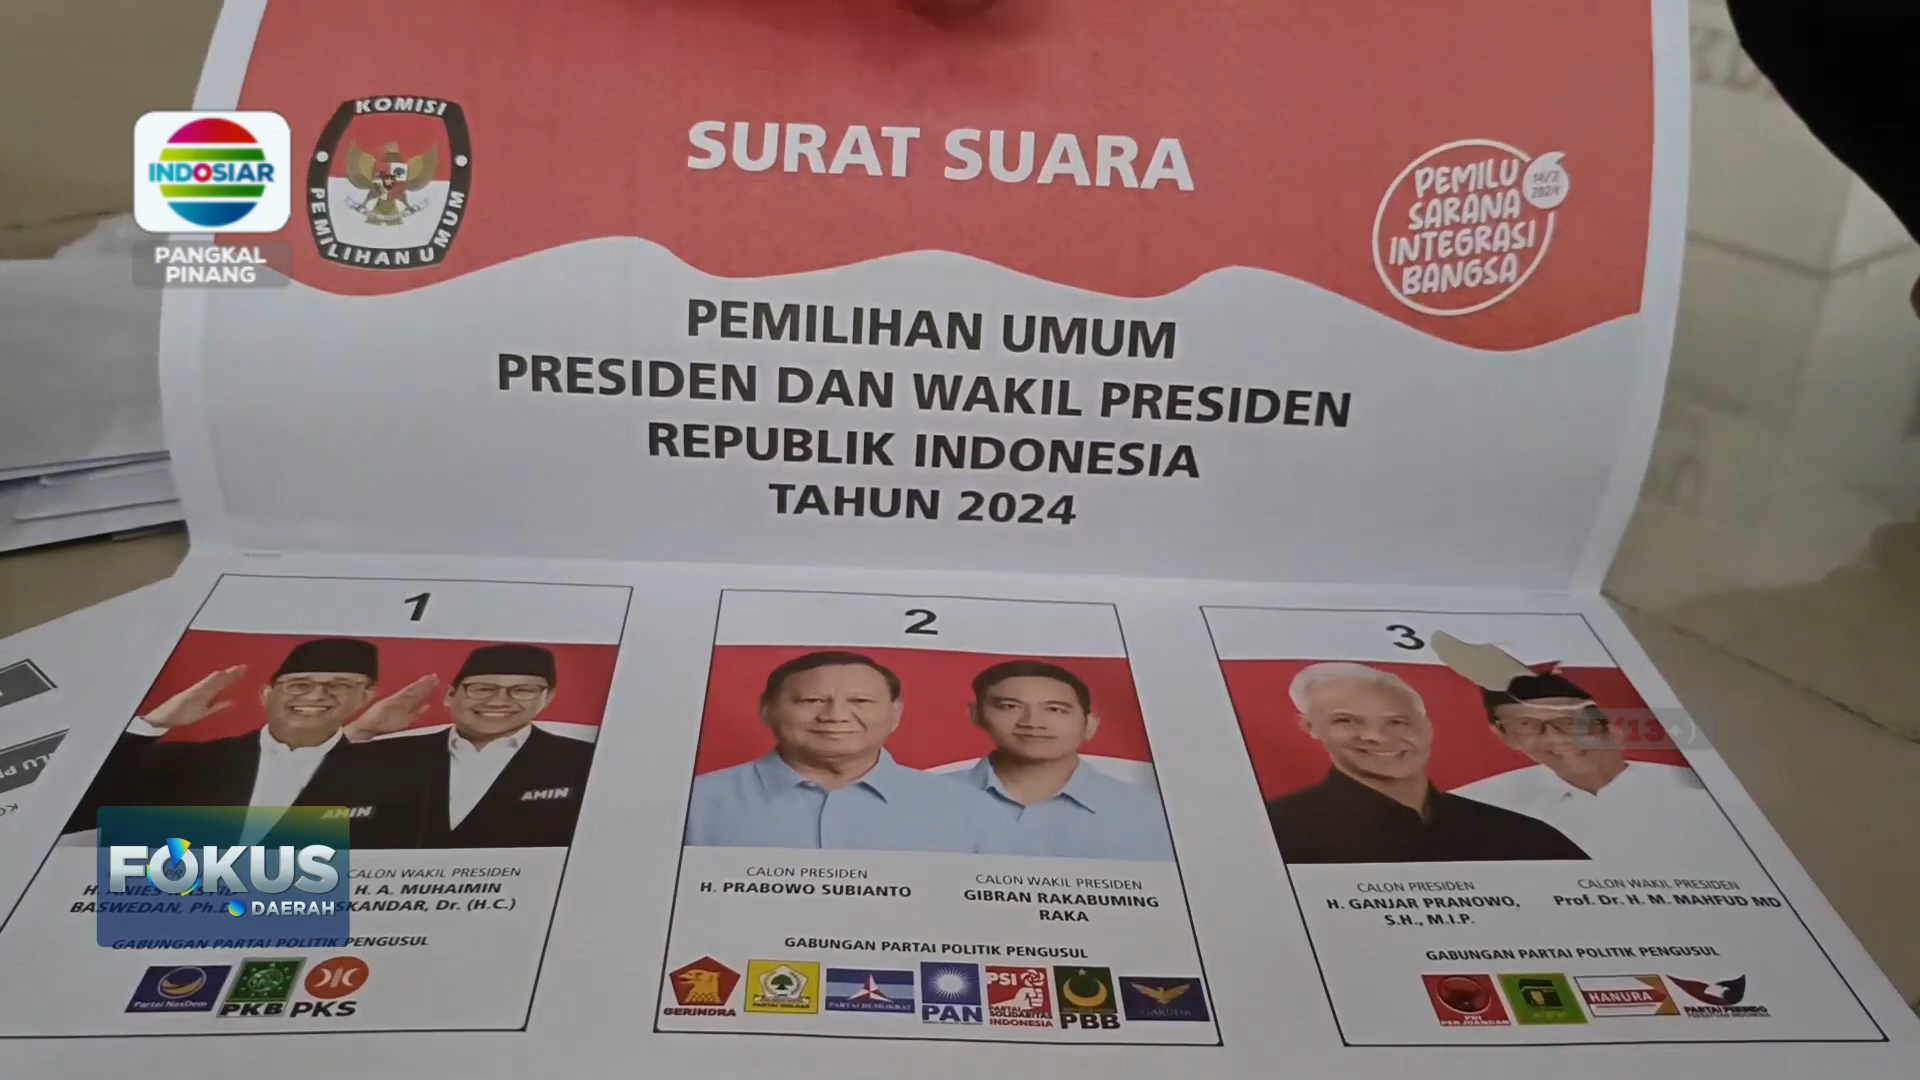 KOMISI
PEMILIHAN UMUM
INDOSIAR
PANGKAL
PINANG
SURAT SUARA
PEMILU
SARANA
INTEGRASI
BANGSA
14/2
2024
PEMILIHAN UMUM
PRESIDEN DAN WAKIL PRESIDEN
REPUBLIK INDONESIA
TAHUN 2024
1
AMIN
AMIN
CALON WAKIL PRESIDEN
H. A. MUHAIMIN
BASWEDAN, Ph.D
SKANDAR, Dr. (H.C.)
GABUNGAN PARTAI POLITIK PENGUSUL
Partai NasDem
PKB
PKS
2
CALON PRESIDEN
H. PRABOWO SUBIANTO
CALON WAKIL PRESIDEN
GIBRAN RAKABUMING
RAKA
GABUNGAN PARTAI POLITIK PENGUSUL
GERINDRA
PARTAI GOLKAR
PARTAI DEMOKRAT
PAN
PSI
PARTAI
SOLIDARITAS
INDONESIA
PBB
GARUDA
3
(13+)
CALON PRESIDEN
H. GANJAR PRANOWO,
S.H., M.I.P.
CALON WAKIL PRESIDEN
Prof. Dr. H. M. MAHFUD MD
GABUNGAN PARTAI POLITIK PENGUSUL
PDI
PERJUANGAN
HANURA
PARTAI PERINDO
PERSATUAN INDONESIA
FOKUS
DAERAH